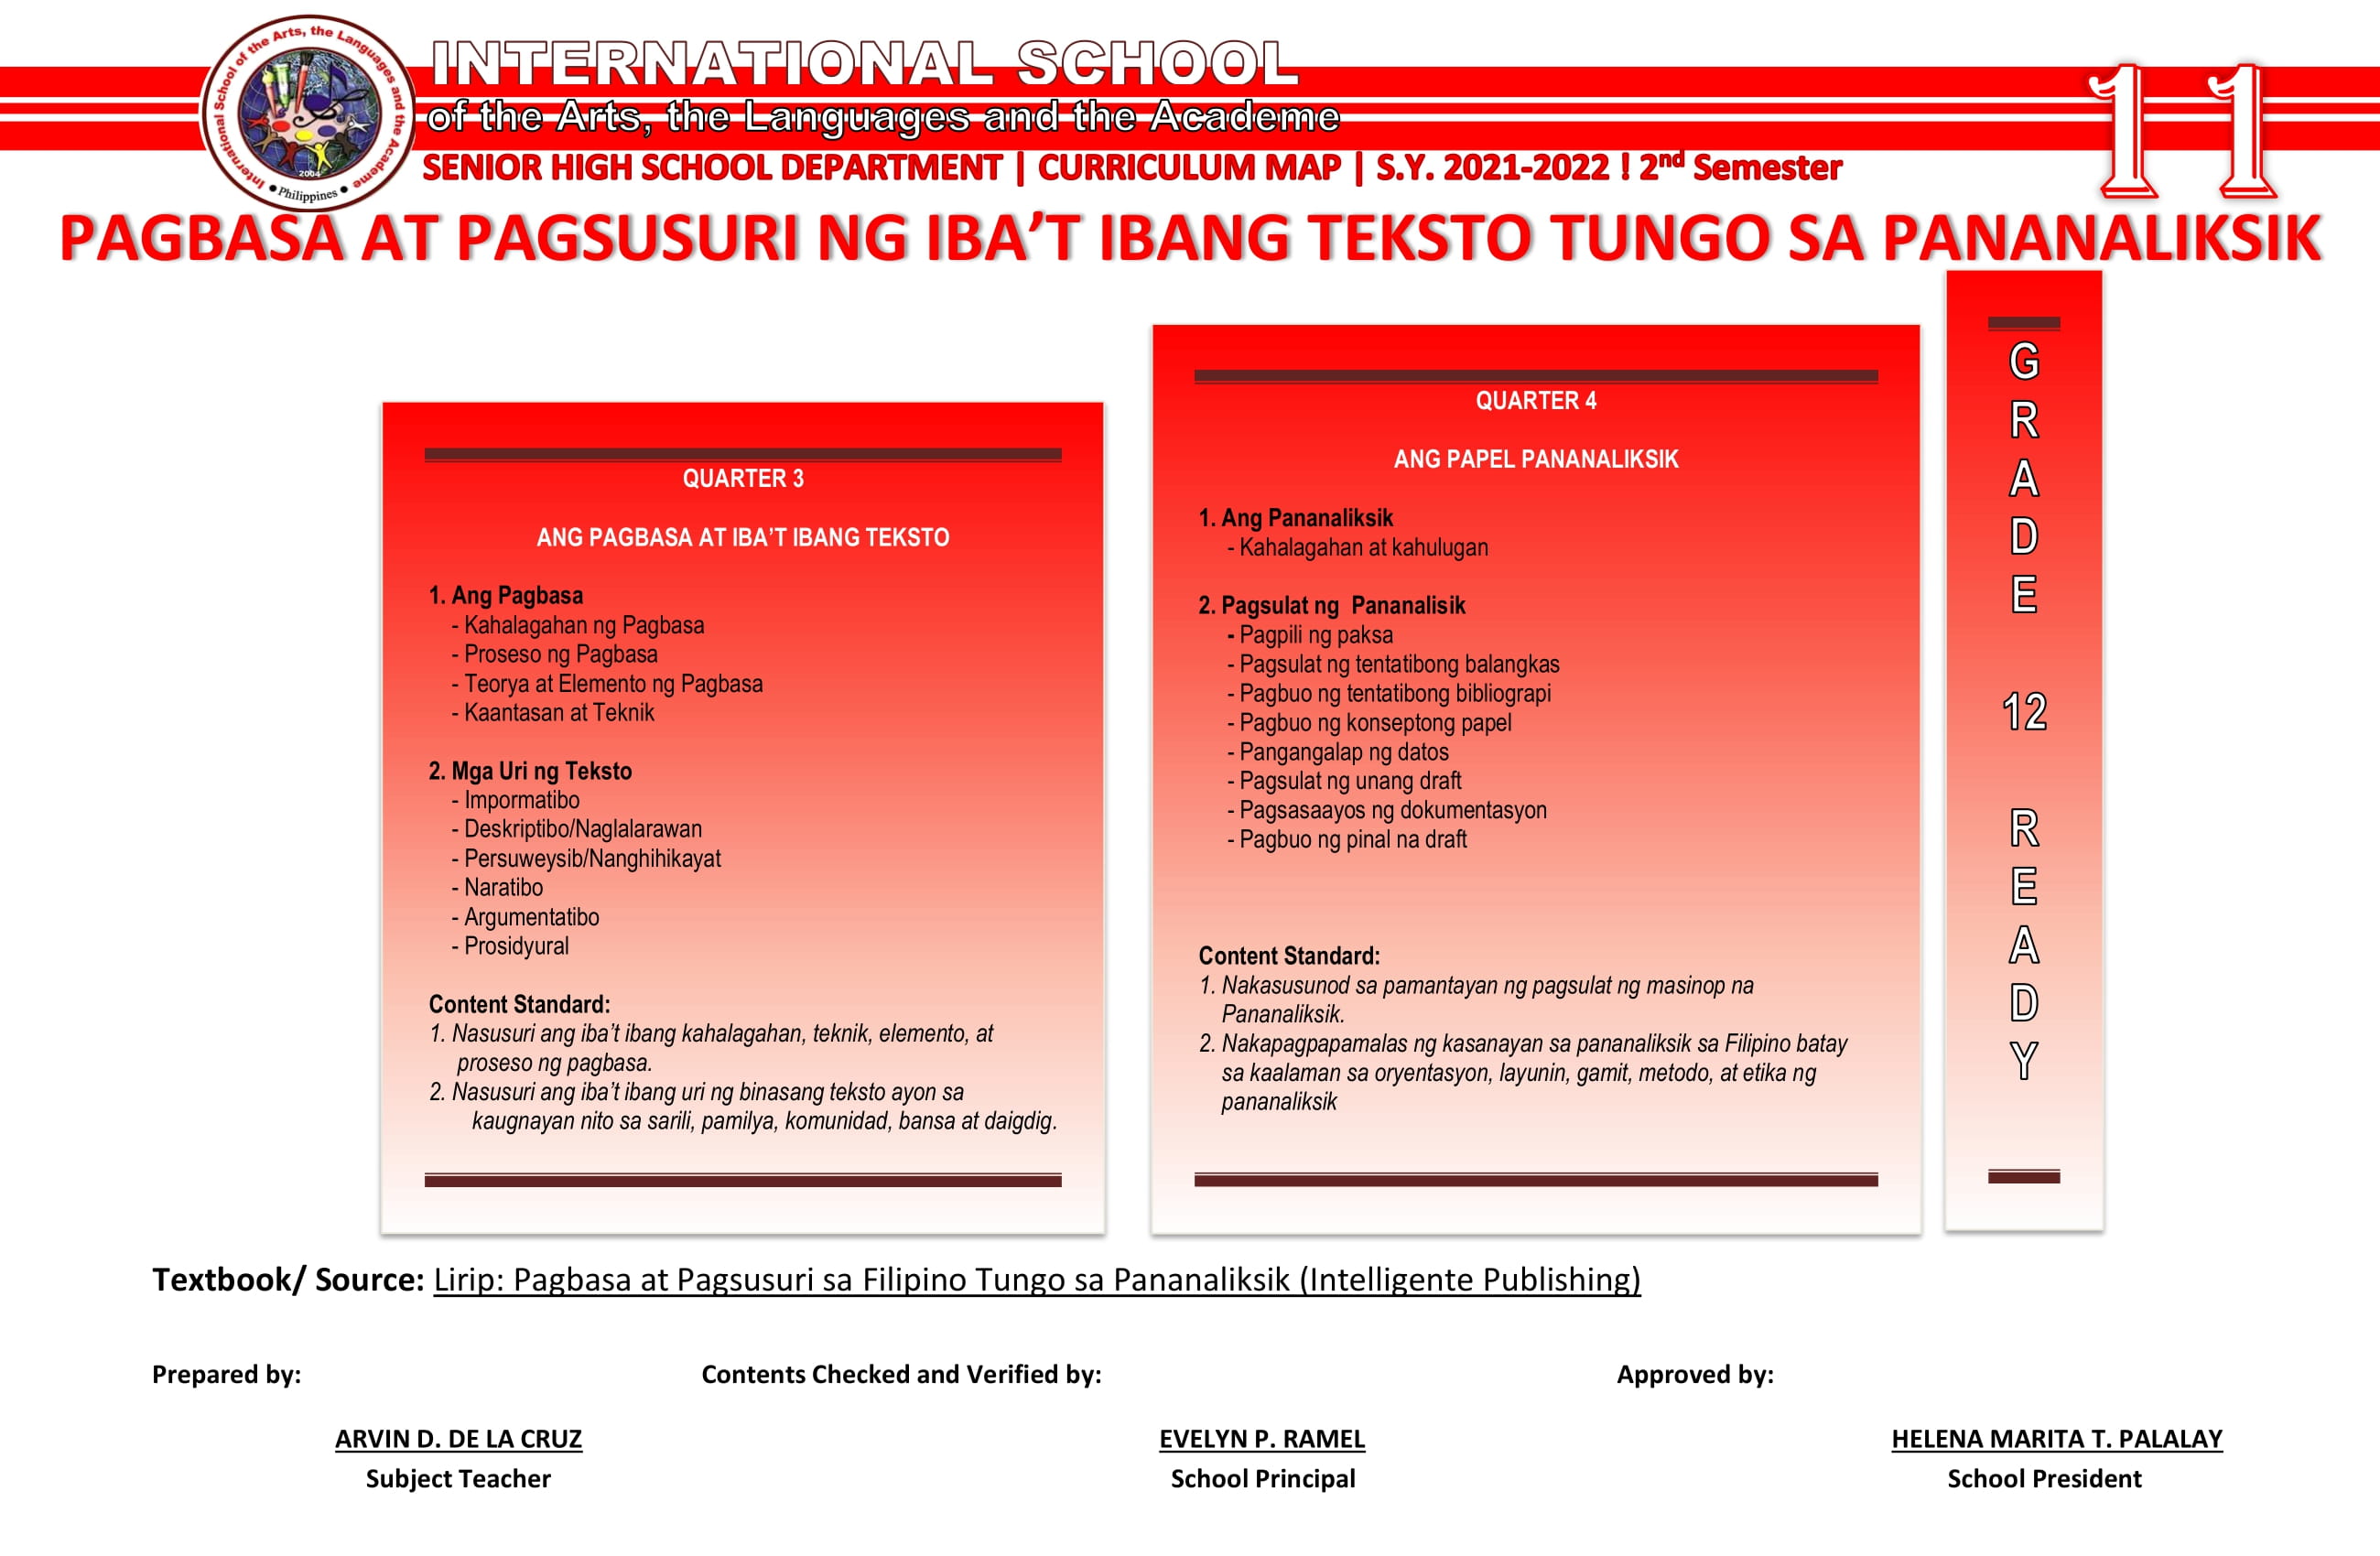 International School of the Arts, the Languages and the Academe
2004
Philippines
INTERNATIONAL SCHOOL
of the Arts, the Languages and the Academe
SENIOR HIGH SCHOOL DEPARTMENT | CURRICULUM MAP | S.Y. 2021-2022 ! 2nd Semester
11
PAGBASA AT PAGSUSURI NG IBA’T IBANG TEKSTO TUNGO SA PANANALIKSIK
QUARTER 3
ANG PAGBASA AT IBA’T IBANG TEKSTO
1. Ang Pagbasa
- Kahalagahan ng Pagbasa
- Proseso ng Pagbasa
- Teorya at Elemento ng Pagbasa
- Kaantasan at Teknik
2. Mga Uri ng Teksto
- Impormatibo
- Deskriptibo/Naglalarawan
- Persuweysib/Nanghihikayat
- Naratibo
- Argumentatibo
- Prosidyural
Content Standard:
1. Nasusuri ang iba’t ibang kahalagahan, teknik, elemento, at
proseso ng pagbasa.
2. Nasusuri ang iba’t ibang uri ng binasang teksto ayon sa
kaugnayan nito sa sarili, pamilya, komunidad, bansa at daigdig.
QUARTER 4
ANG PAPEL PANANALIKSIK
1. Ang Pananaliksik
- Kahalagahan at kahulugan
2. Pagsulat ng Pananalisik
- Pagpili ng paksa
- Pagsulat ng tentatibong balangkas
- Pagbuo ng tentatibong bibliograpi
- Pagbuo ng konseptong papel
- Pangangalap ng datos
- Pagsulat ng unang draft
- Pagsasaayos ng dokumentasyon
- Pagbuo ng pinal na draft
Content Standard:
1. Nakasusunod sa pamantayan ng pagsulat ng masinop na
Pananaliksik.
2. Nakapagpapamalas ng kasanayan sa pananaliksik sa Filipino batay
sa kaalaman sa oryentasyon, layunin, gamit, metodo, at etika ng
pananaliksik
G
R
A
D
E
12
R
E
A
D
Y
Textbook/ Source: Lirip: Pagbasa at Pagsusuri sa Filipino Tungo sa Pananaliksik (Intelligente Publishing)
Prepared by:
Contents Checked and Verified by:
Approved by:
ARVIN D. DE LA CRUZ
EVELYN P. RAMEL
HELENA MARITA T. PALALAY
Subject Teacher
School Principal
School President